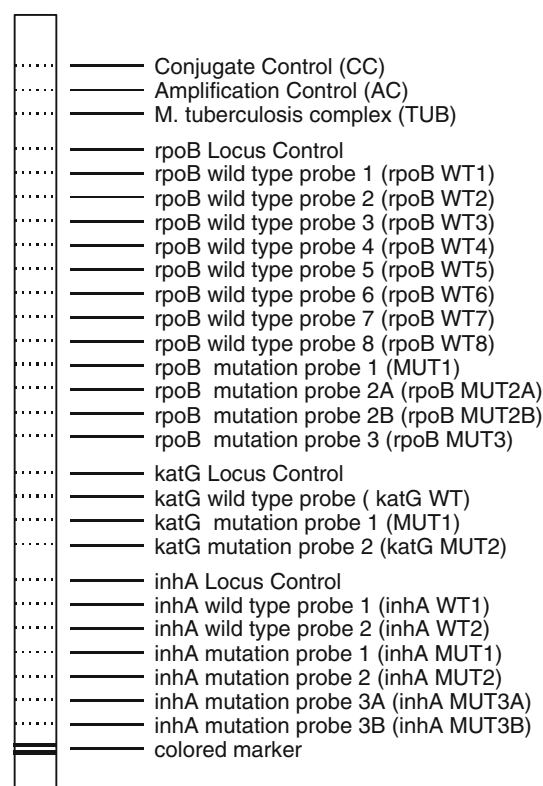 Conjugate Control (CC)
Amplification Control (AC)
M. tuberculosis complex (TUB)
rpoB Locus Control
rpoB wild type probe 1 (rpoB WT1)
rpoB wild type probe 2 (rpoB WT2)
rpoB wild type probe 3 (rpoB WT3)
rpoB wild type probe 4 (rpoB WT4)
rpoB wild type probe 5 (rpoB WT5)
rpoB wild type probe 6 (rpoB WT6)
rpoB wild type probe 7 (rpoB WT7)
rpoB wild type probe 8 (rpoB WT8)
rpoB  mutation probe 1 (MUT1)
rpoB  mutation probe 2A (rpoB MUT2A)
rpoB  mutation probe 2B (rpoB MUT2B)
rpoB  mutation probe 3 (rpoB MUT3)
katG Locus Control
katG wild type probe ( katG WT)
katG  mutation probe 1 (MUT1)
katG mutation probe 2 (katG MUT2)
inhA Locus Control
inhA wild type probe 1 (inhA WT1)
inhA wild type probe 2 (inhA WT2)
inhA mutation probe 1 (inhA MUT1)
inhA mutation probe 2 (inhA MUT2)
inhA mutation probe 3A (inhA MUT3A)
inhA mutation probe 3B (inhA MUT3B)
colored marker